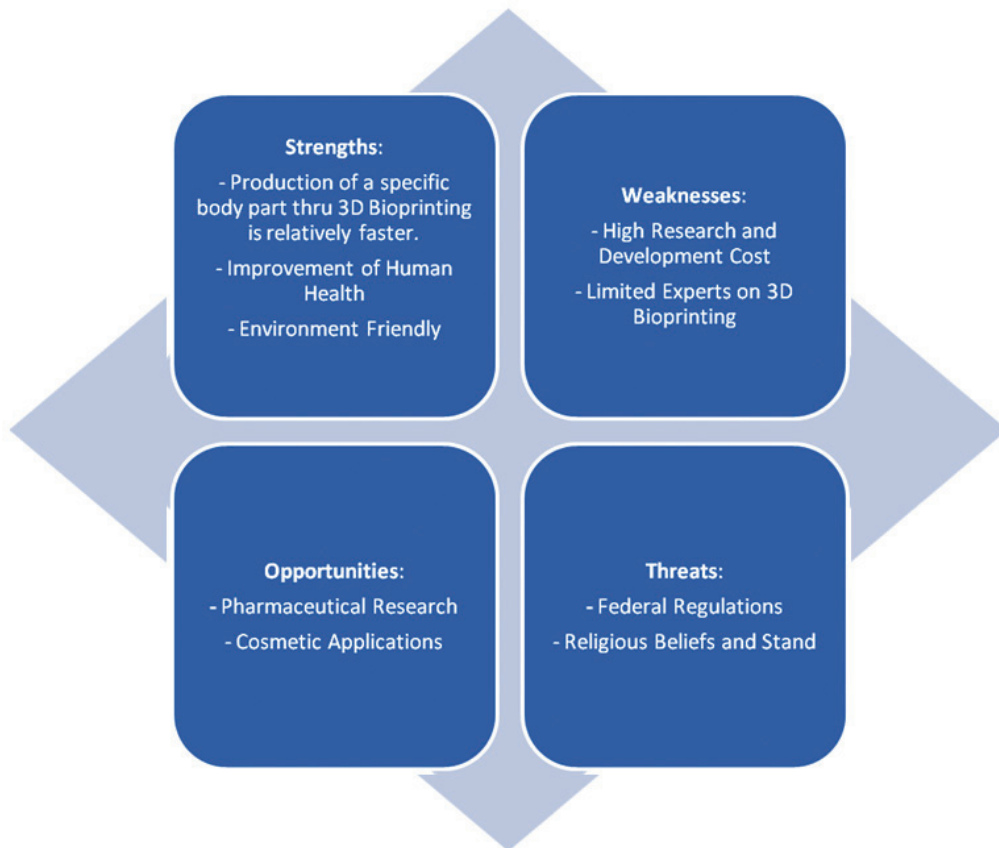 Strengths:
- Production of a specific
body part thru 3D Bioprinting
is relatively faster.
- Improvement of Human
Health
- Environment Friendly
Weaknesses:
- High Research and
Development Cost
- Limited Experts on 3D
Bioprinting
Opportunities:
- Pharmaceutical Research
- Cosmetic Applications
Threats:
- Federal Regulations
- Religious Beliefs and Stand